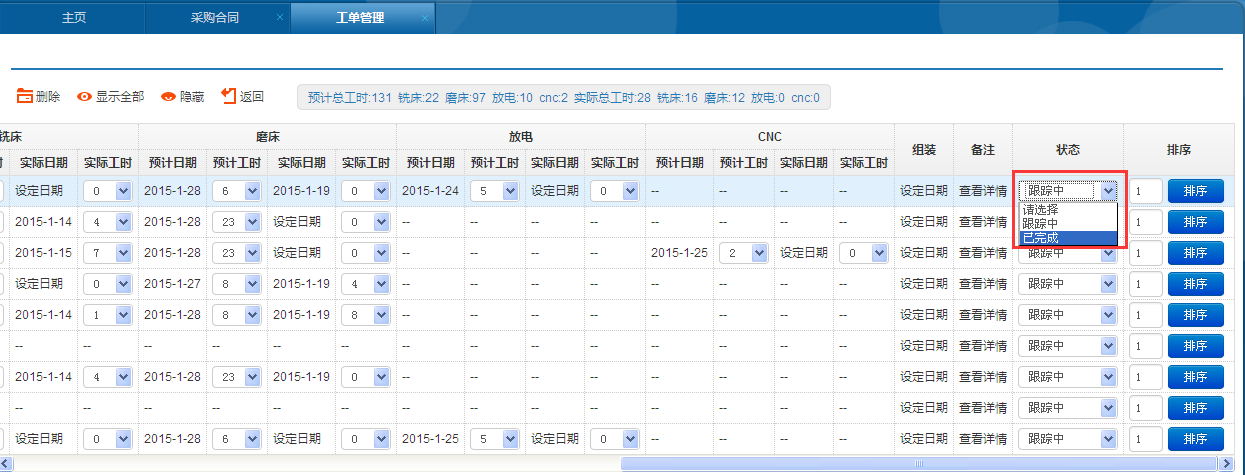 主页 采购合同 × 工单管理 ×
删除 显示全部 隐藏 返回 预计总工时:131 铣床:22 磨床:97 放电:10 cnc:2 实际总工时:28 铣床:16 磨床:12 放电:0 cnc:0
铣床 磨床 放电 CNC 组装 备注 状态 排序
时 实际日期 实际工时 预计日期 预计工时 实际日期 实际工时 预计日期 预计工时 实际日期 实际工时 预计日期 预计工时 实际日期 实际工时
设定日期 0 2015-1-28 6 2015-1-19 0 2015-1-24 5 设定日期 0 -- -- -- -- 设定日期 查看详情 跟踪中 1 排序
请选择
跟踪中
已完成
2015-1-14 4 2015-1-28 23 设定日期 0 -- -- -- -- -- -- -- -- 设定日期 查看详情 1 排序
2015-1-15 7 2015-1-28 23 设定日期 0 -- -- -- -- 2015-1-25 2 设定日期 0 设定日期 查看详情 跟踪中 1 排序
设定日期 0 2015-1-27 8 2015-1-19 4 -- -- -- -- -- -- -- -- 设定日期 查看详情 跟踪中 1 排序
2015-1-14 1 2015-1-28 8 2015-1-19 8 -- -- -- -- -- -- -- -- 设定日期 查看详情 跟踪中 1 排序
-- -- -- -- -- -- -- -- -- -- -- -- -- -- 设定日期 查看详情 跟踪中 1 排序
2015-1-14 4 2015-1-28 23 2015-1-19 0 -- -- -- -- -- -- -- -- 设定日期 查看详情 跟踪中 1 排序
-- -- -- -- -- -- -- -- -- -- -- -- -- -- 设定日期 查看详情 跟踪中 1 排序
设定日期 0 2015-1-28 6 设定日期 0 2015-1-25 5 设定日期 0 -- -- -- -- 设定日期 查看详情 跟踪中 1 排序